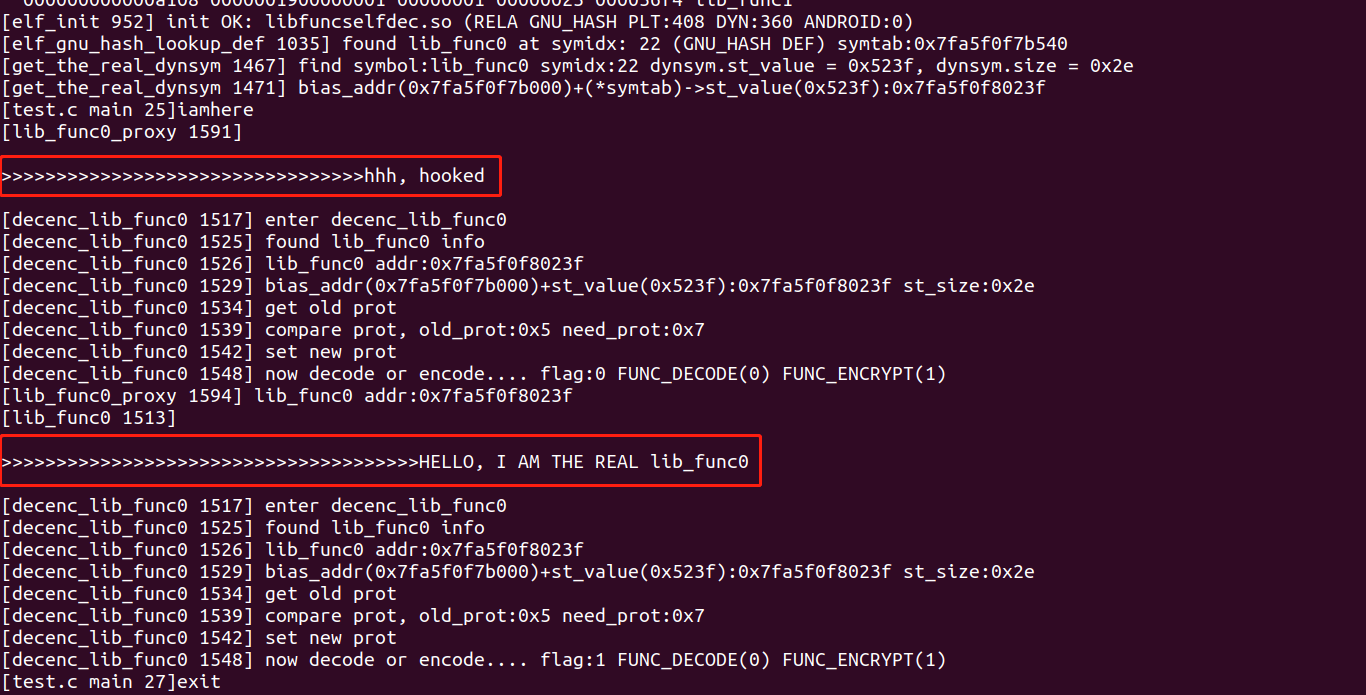 [elf_init 952] init OK: libfuncselfdec.so (RELA GNU_HASH PLT:408 DYN:360 ANDROID:0)
[elf_gnu_hash_lookup_def 1035] found lib_func0 at symidx: 22 (GNU_HASH DEF) symtab:0x7fa5f0f7b540
[get_the_real_dynsym 1467] find symbol:lib_func0 symidx:22 dynsym.st_value = 0x523f, dynsym.size = 0x2e
[get_the_real_dynsym 1471] bias_addr(0x7fa5f0f7b000)+(*symtab)->st_value(0x523f):0x7fa5f0f8023f
[test.c main 25]iamhere
[lib_func0_proxy 1591]
>>>>>>>>>>>>>>>>>>>>>>>>>>>>>>>>>hhh, hooked
[decenc_lib_func0 1517] enter decenc_lib_func0
[decenc_lib_func0 1525] found lib_func0 info
[decenc_lib_func0 1526] lib_func0 addr:0x7fa5f0f8023f
[decenc_lib_func0 1529] bias_addr(0x7fa5f0f7b000)+st_value(0x523f):0x7fa5f0f8023f st_size:0x2e
[decenc_lib_func0 1534] get old prot
[decenc_lib_func0 1539] compare prot, old_prot:0x5 need_prot:0x7
[decenc_lib_func0 1542] set new prot
[decenc_lib_func0 1548] now decode or encode.... flag:0 FUNC_DECODE(0) FUNC_ENCRYPT(1)
[lib_func0_proxy 1594] lib_func0 addr:0x7fa5f0f8023f
[lib_func0 1513]
>>>>>>>>>>>>>>>>>>>>>>>>>>>>>>>>>>>>>>HELLO, I AM THE REAL lib_func0
[decenc_lib_func0 1517] enter decenc_lib_func0
[decenc_lib_func0 1525] found lib_func0 info
[decenc_lib_func0 1526] lib_func0 addr:0x7fa5f0f8023f
[decenc_lib_func0 1529] bias_addr(0x7fa5f0f7b000)+st_value(0x523f):0x7fa5f0f8023f st_size:0x2e
[decenc_lib_func0 1534] get old prot
[decenc_lib_func0 1539] compare prot, old_prot:0x5 need_prot:0x7
[decenc_lib_func0 1542] set new prot
[decenc_lib_func0 1548] now decode or encode.... flag:1 FUNC_DECODE(0) FUNC_ENCRYPT(1)
[test.c main 27]exit